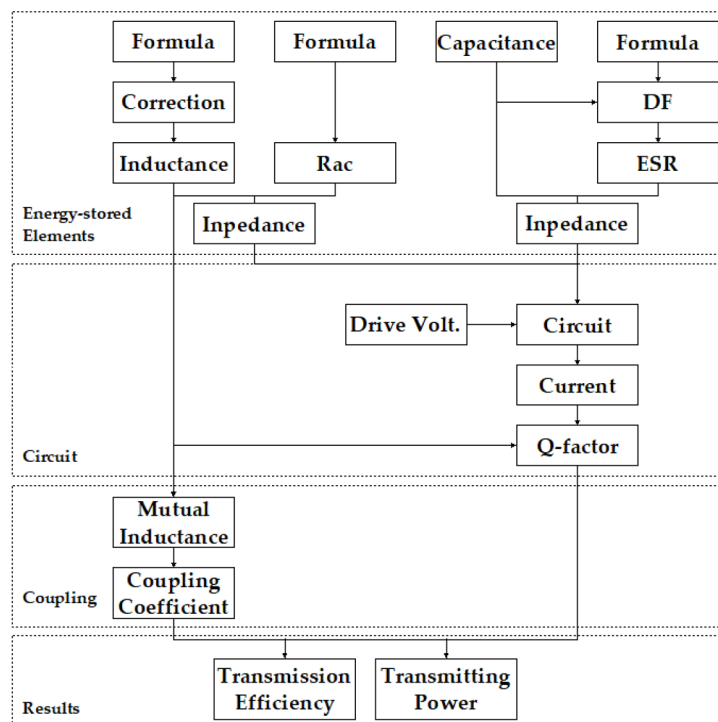 Formula
Formula
Capacitance
Formula
Correction
DF
Inductance
Rac
ESR
Energy-stored
Elements
Inpedance
Inpedance
Drive Volt.
Circuit
Current
Q-factor
Circuit
Mutual
Inductance
Coupling
Coefficient
Coupling
Transmission
Efficiency
Transmitting
Power
Results